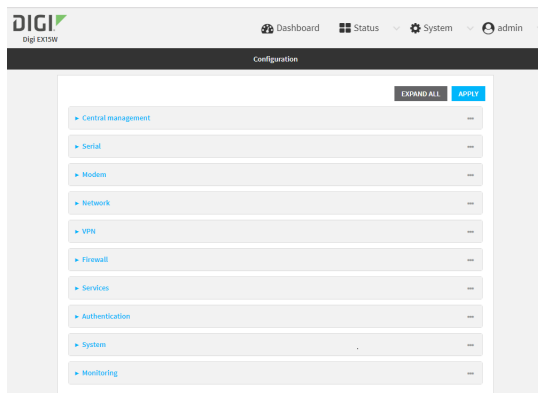 DIGI
Digi EX15W
Dashboard Status System admin
Configuration
EXPAND ALL APPLY
Central management
Serial
Modem
Network
VPN
Firewall
Services
Authentication
System
Monitoring